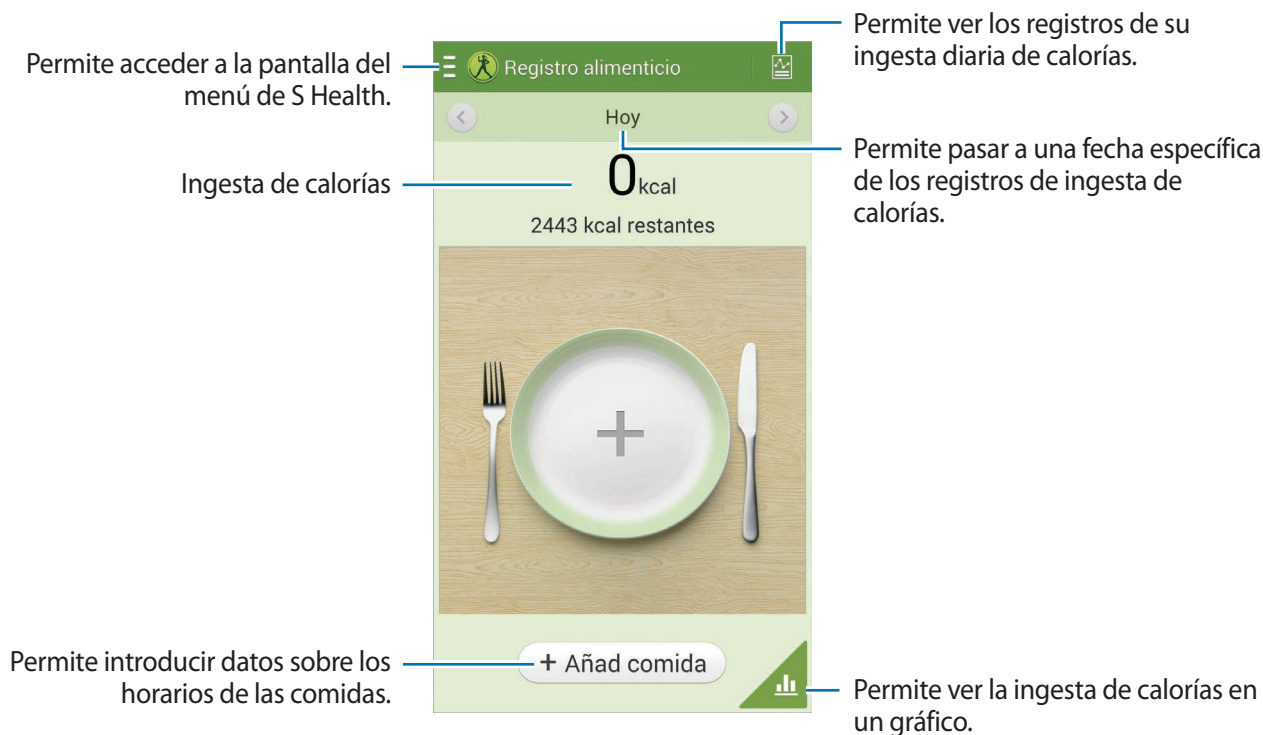 Permite acceder a la pantalla del
menú de S Health.
Ingesta de calorías
Permite introducir datos sobre los
horarios de las comidas.
Registro alimenticio
Hoy
0 kcal
2443 kcal restantes
+ Añad comida
Permite ver los registros de su
ingesta diaria de calorías.
Permite pasar a una fecha específica
de los registros de ingesta de
calorías.
Permite ver la ingesta de calorías en
un gráfico.